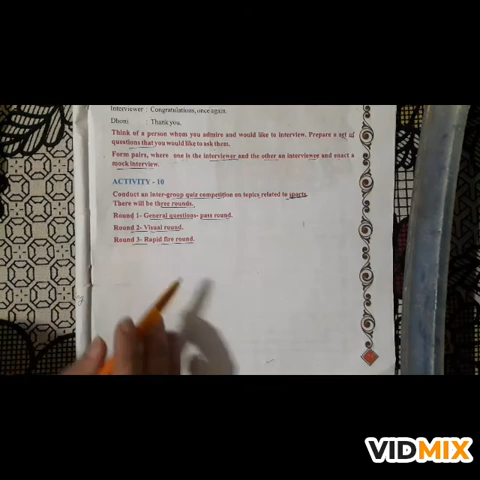 Interviewer : Congratulations, once again.
Dhoni : Thank you.
Think of a person whom you admire and would like to interview. Prepare a set of
questions that you would like to ask them.
Form pairs, where one is the interviewer and the other an interviewee and enact a
mock interview.
ACTIVITY - 10
Conduct an inter-group quiz competition on topics related to sports.
There will be three rounds.
Round 1- General questions- pass round.
Round 2- Visual round.
Round 3- Rapid fire round.
VIDMIX